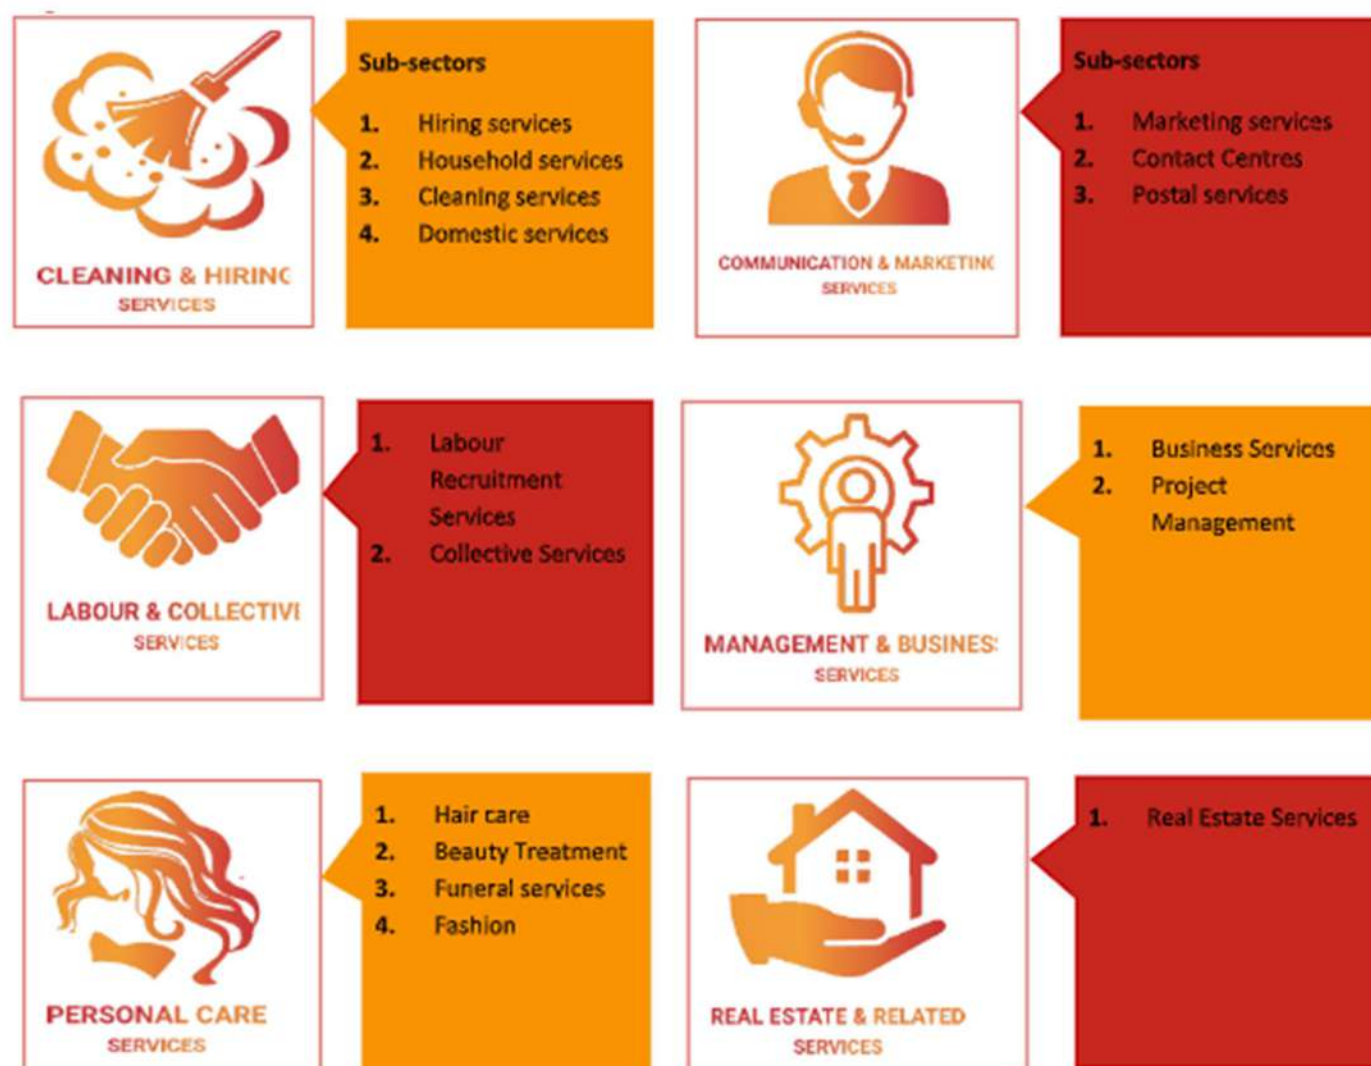 CLEANING & HIRING
SERVICES
Sub-sectors
1. Hiring services
2. Household services
3. Cleaning services
4. Domestic services
COMMUNICATION & MARKETING
SERVICES
Sub-sectors
1. Marketing services
2. Contact Centres
3. Postal services
LABOUR & COLLECTIVE
SERVICES
1. Labour
Recruitment
Services
2. Collective Services
MANAGEMENT & BUSINES
SERVICES
1. Business Services
2. Project
Management
PERSONAL CARE
SERVICES
1. Hair care
2. Beauty Treatment
3. Funeral services
4. Fashion
REAL ESTATE & RELATED
SERVICES
1. Real Estate Services